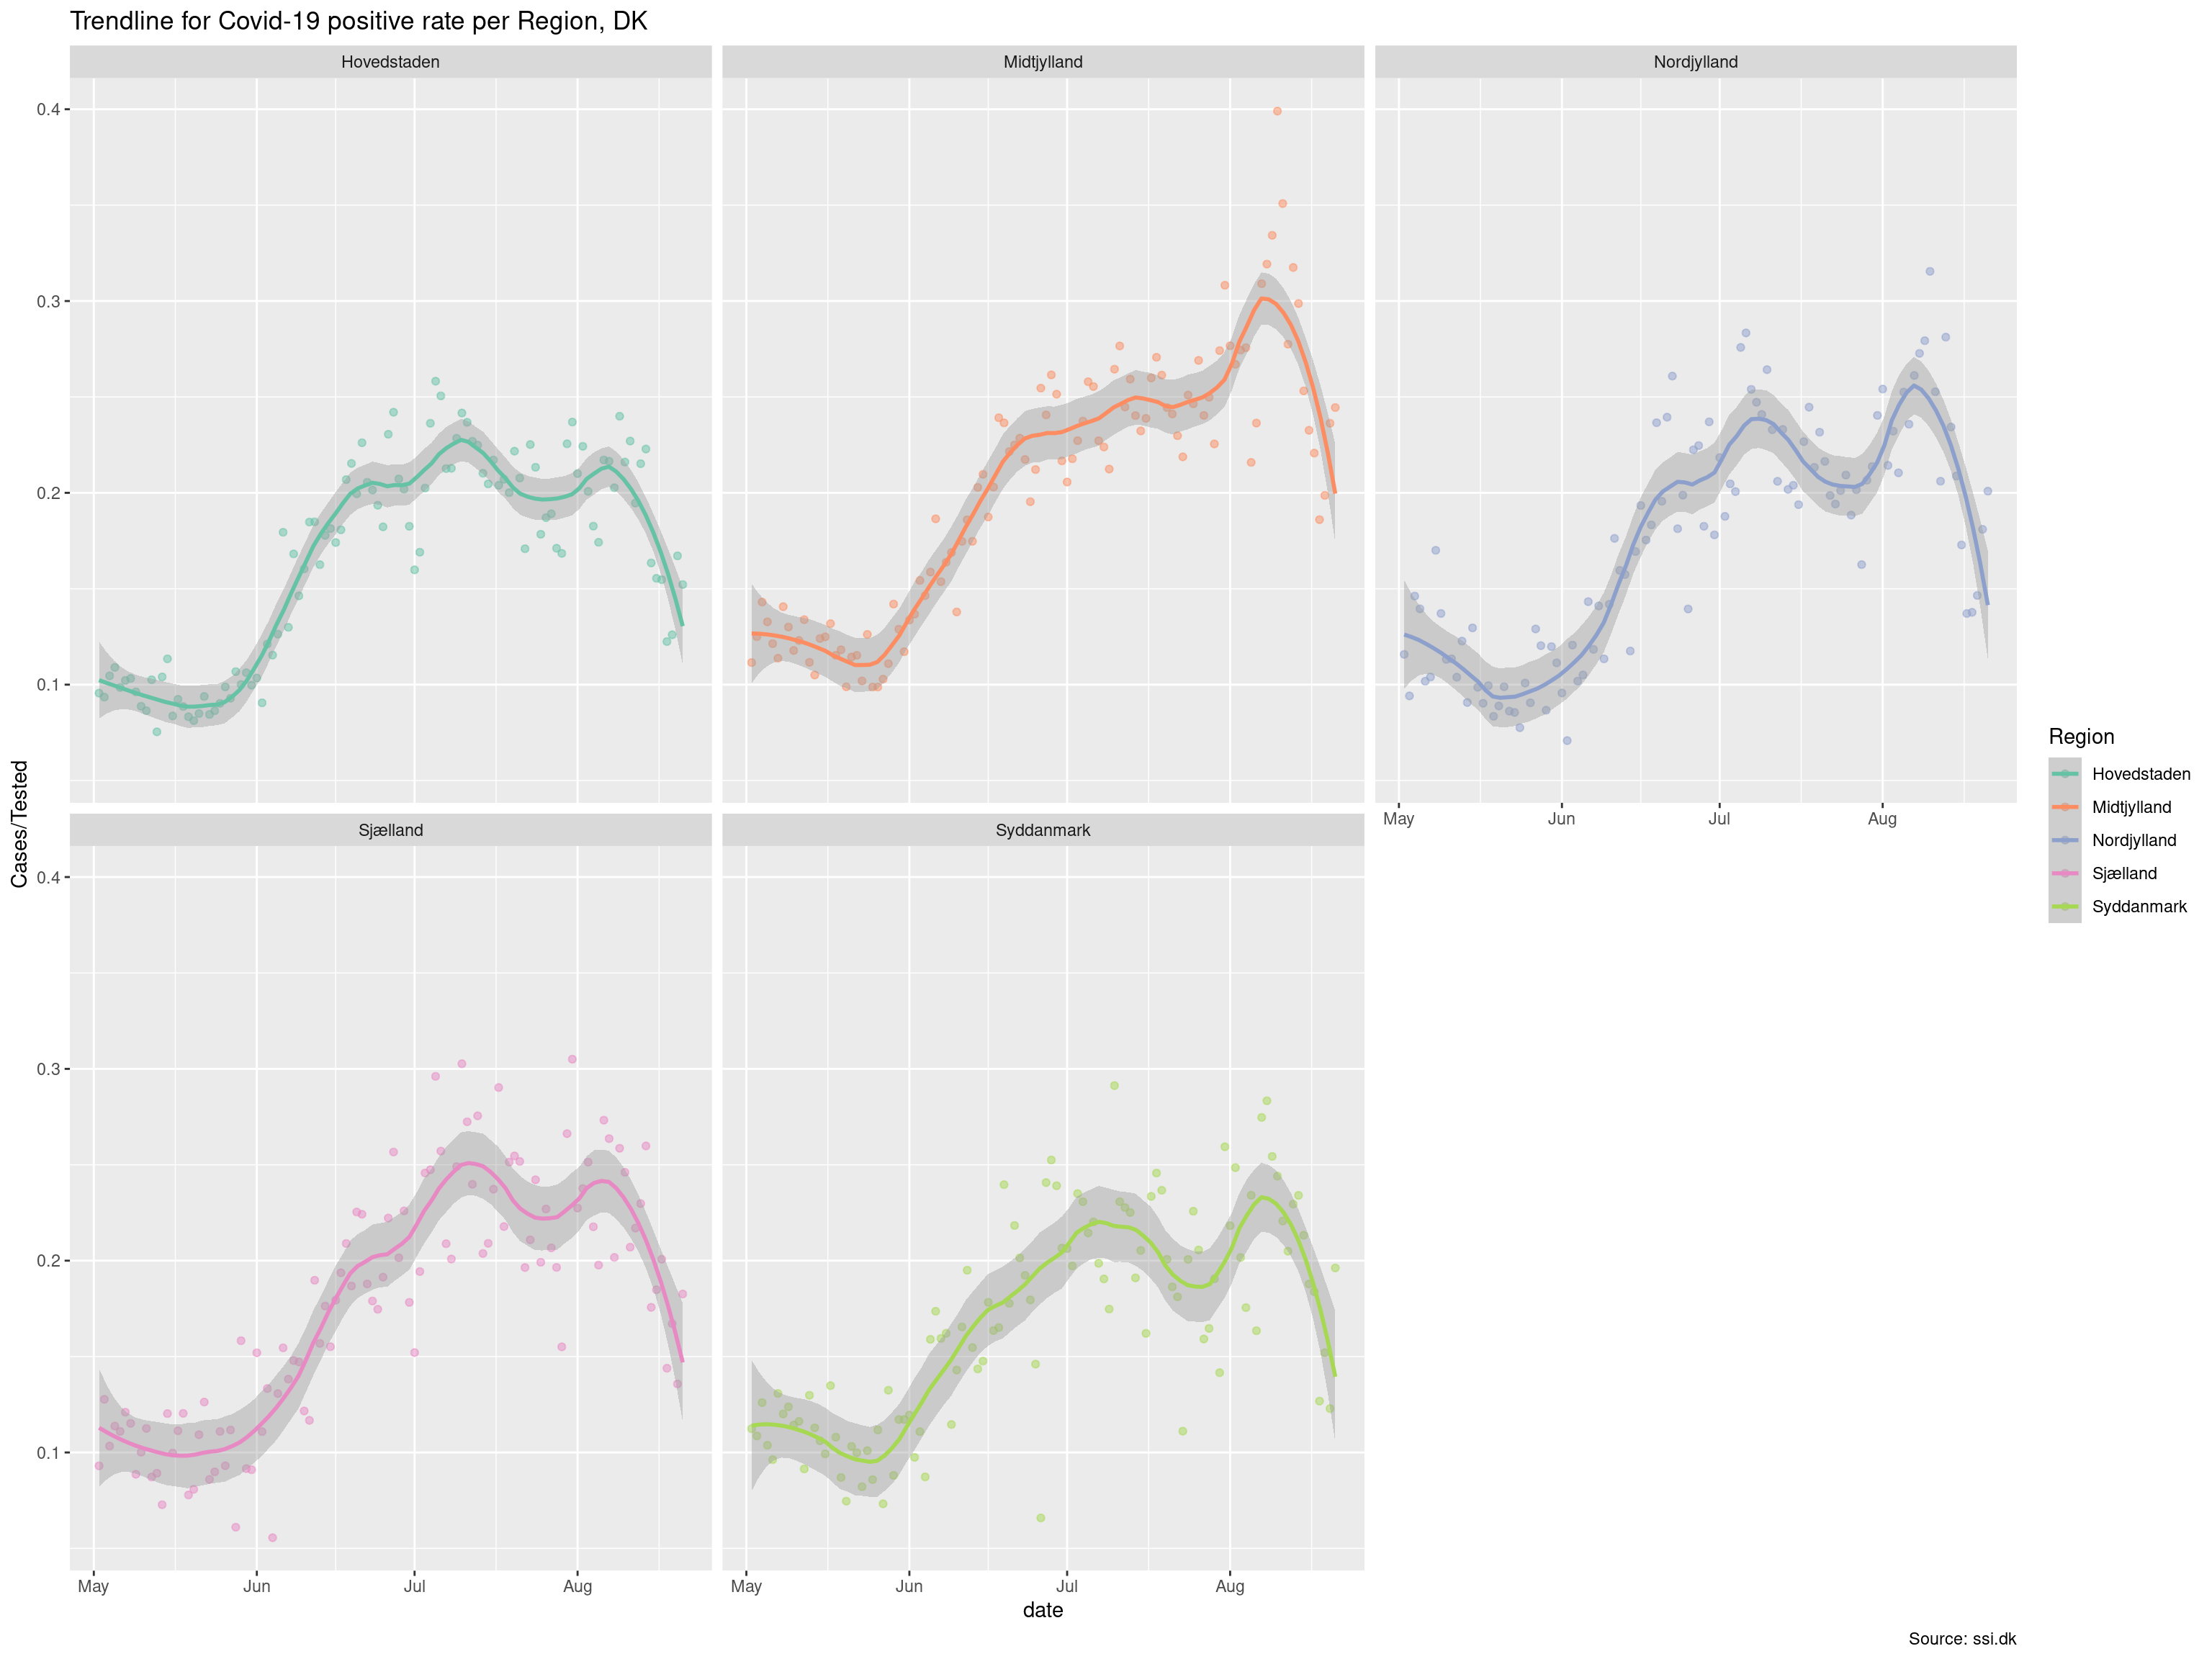 Trendline for Covid-19 positive rate per Region, DK
Hovedstaden
Midtjylland
Nordjylland
0.4
0.3
0.2
0.1
May Jun Jul Aug
Sjælland
Syddanmark
0.4
0.3
0.2
0.1
May Jun Jul Aug
May Jun Jul Aug
Cases/Tested
date
Region
Hovedstaden
Midtjylland
Nordjylland
Sjælland
Syddanmark
Source: ssi.dk